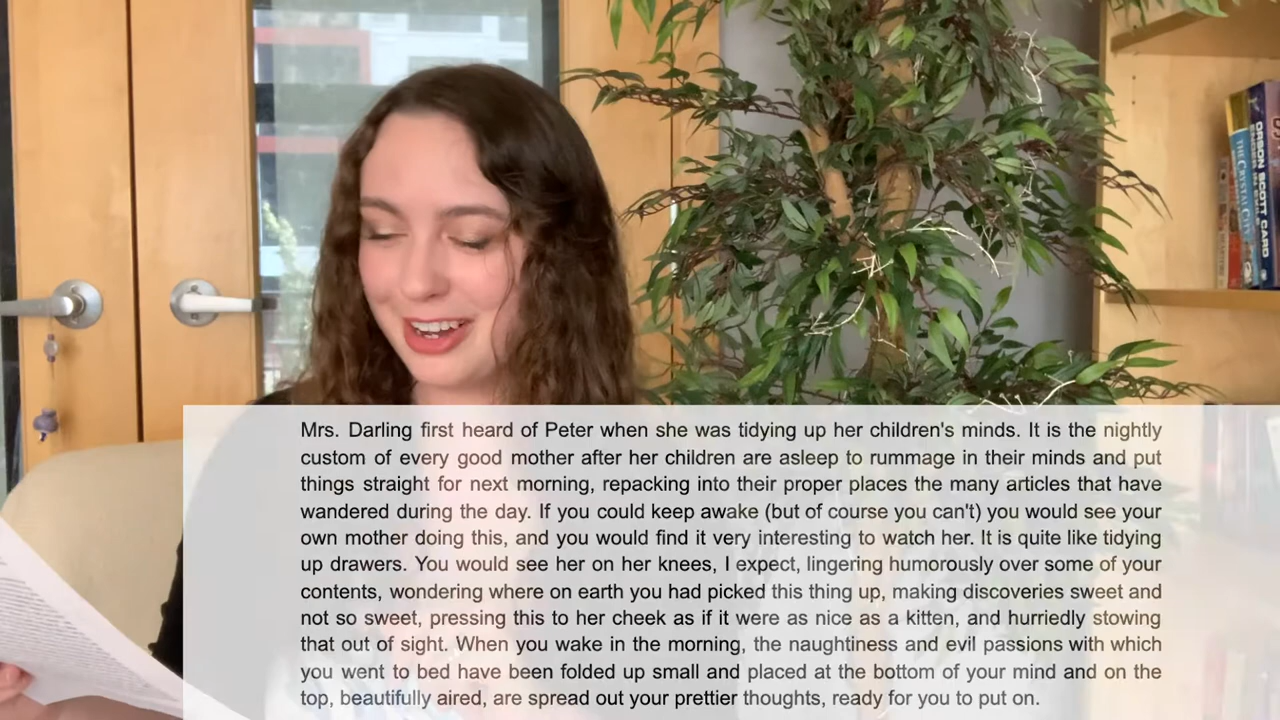 ORSON SCOTT CARD
ENDER IN EXILE
THE CRYSTAL CITY
Mrs. Darling first heard of Peter when she was tidying up her children's minds. It is the nightly
custom of every good mother after her children are asleep to rummage in their minds and put
things straight for next morning, repacking into their proper places the many articles that have
wandered during the day. If you could keep awake (but of course you can't) you would see your
own mother doing this, and you would find it very interesting to watch her. It is quite like tidying
up drawers. You would see her on her knees, I expect, lingering humorously over some of your
contents, wondering where on earth you had picked this thing up, making discoveries sweet and
not so sweet, pressing this to her cheek as if it were as nice as a kitten, and hurriedly stowing
that out of sight. When you wake in the morning, the naughtiness and evil passions with which
you went to bed have been folded up small and placed at the bottom of your mind and on the
top, beautifully aired, are spread out your prettier thoughts, ready for you to put on.